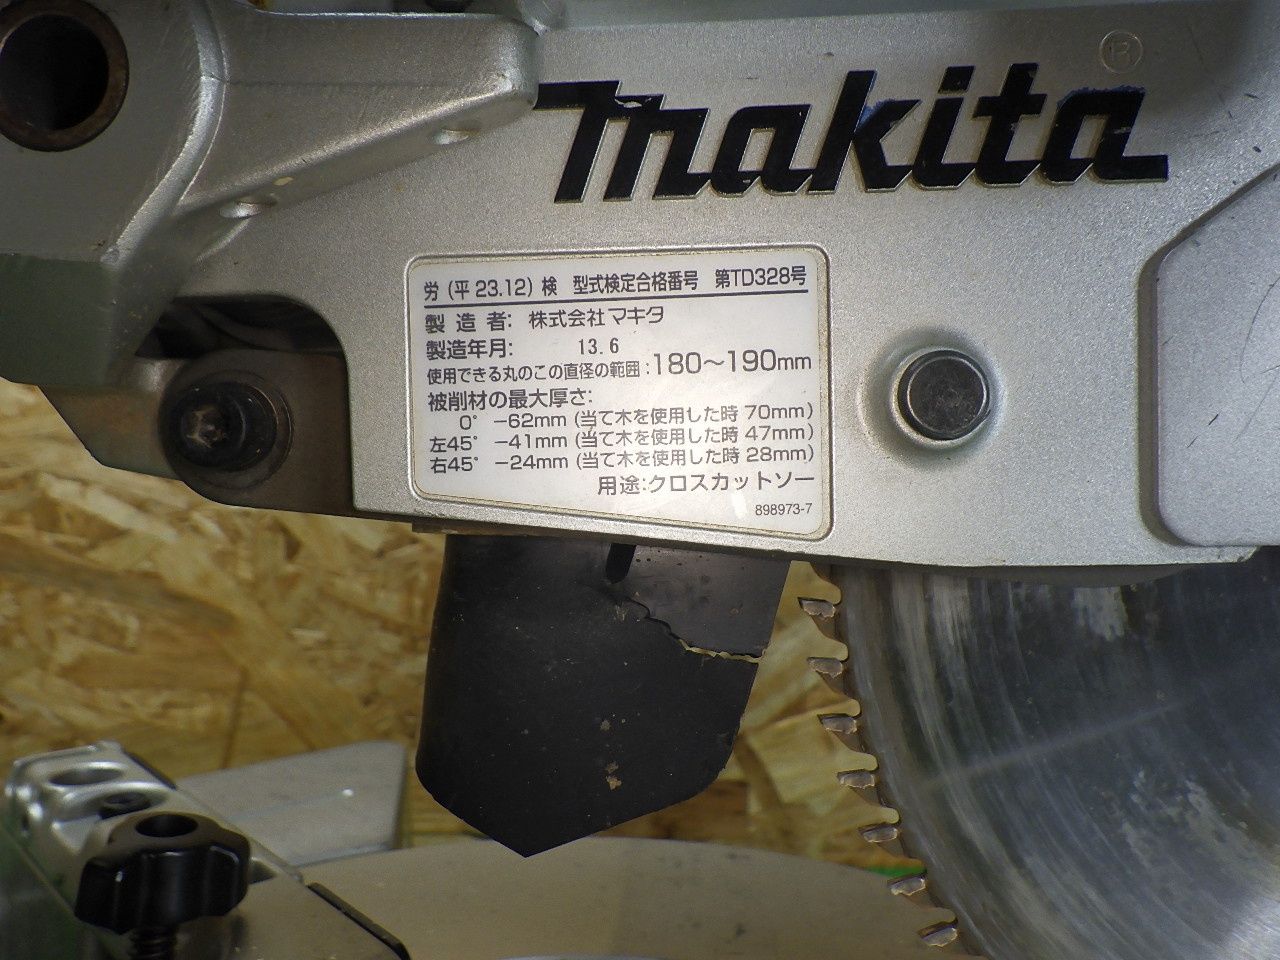 makita ®
労(平 23.12)検 型式検定合格番号 第TD328号
製造者: 株式会社マキタ
製造年月: 13.6
使用できる丸のこの直径の範囲:180〜190mm
被削材の最大厚さ:
0° −62mm (当て木を使用した時 70mm)
左45° −41mm (当て木を使用した時 47mm)
右45° −24mm (当て木を使用した時 28mm)
用途:クロスカットソー
898973-7